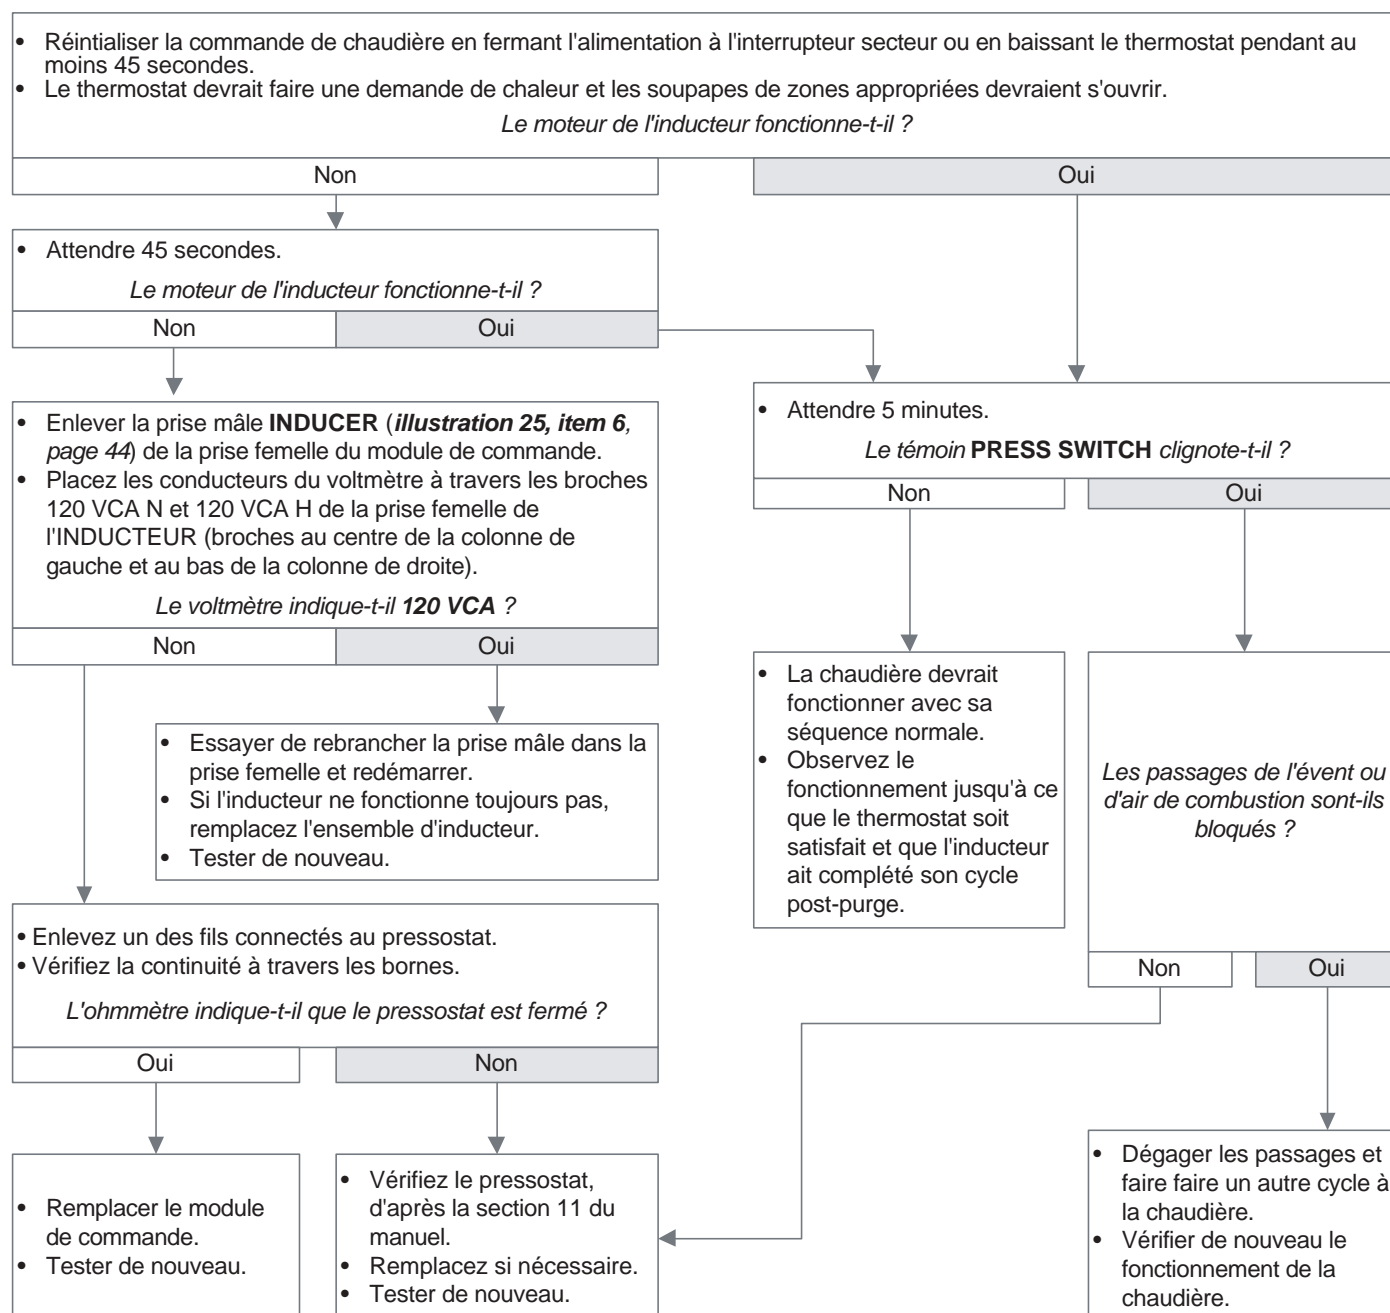 • Réintialiser la commande de chaudière en fermant l'alimentation à l'interrupteur secteur ou en baissant le thermostat pendant au
moins 45 secondes.
• Le thermostat devrait faire une demande de chaleur et les soupapes de zones appropriées devraient s'ouvrir.
Le moteur de l'inducteur fonctionne-t-il ?
Non
Oui
• Attendre 45 secondes.
Le moteur de l'inducteur fonctionne-t-il ?
Non
Oui
• Enlever la prise mâle INDUCER (illustration 25, item 6,
page 44) de la prise femelle du module de commande.
• Placez les conducteurs du voltmètre à travers les broches
120 VCA N et 120 VCA H de la prise femelle de
l'INDUCTEUR (broches au centre de la colonne de
gauche et au bas de la colonne de droite).
Le voltmètre indique-t-il 120 VCA ?
Non
Oui
• Attendre 5 minutes.
Le témoin PRESS SWITCH clignote-t-il ?
Non
Oui
• Essayer de rebrancher la prise mâle dans la
prise femelle et redémarrer.
• Si l'inducteur ne fonctionne toujours pas,
remplacez l'ensemble d'inducteur.
• Tester de nouveau.
• La chaudière devrait
fonctionner avec sa
séquence normale.
• Observez le
fonctionnement jusqu'à ce
que le thermostat soit
satisfait et que l'inducteur
ait complété son cycle
post-purge.
Les passages de l'évent ou
d'air de combustion sont-ils
bloqués ?
Non
Oui
• Enlevez un des fils connectés au pressostat.
• Vérifiez la continuité à travers les bornes.
L'ohmmètre indique-t-il que le pressostat est fermé ?
Oui
Non
• Remplacer le module
de commande.
• Tester de nouveau.
• Vérifiez le pressostat,
d'après la section 11 du
manuel.
• Remplacez si nécessaire.
• Tester de nouveau.
• Dégager les passages et
faire faire un autre cycle à
la chaudière.
• Vérifier de nouveau le
fonctionnement de la
chaudière.